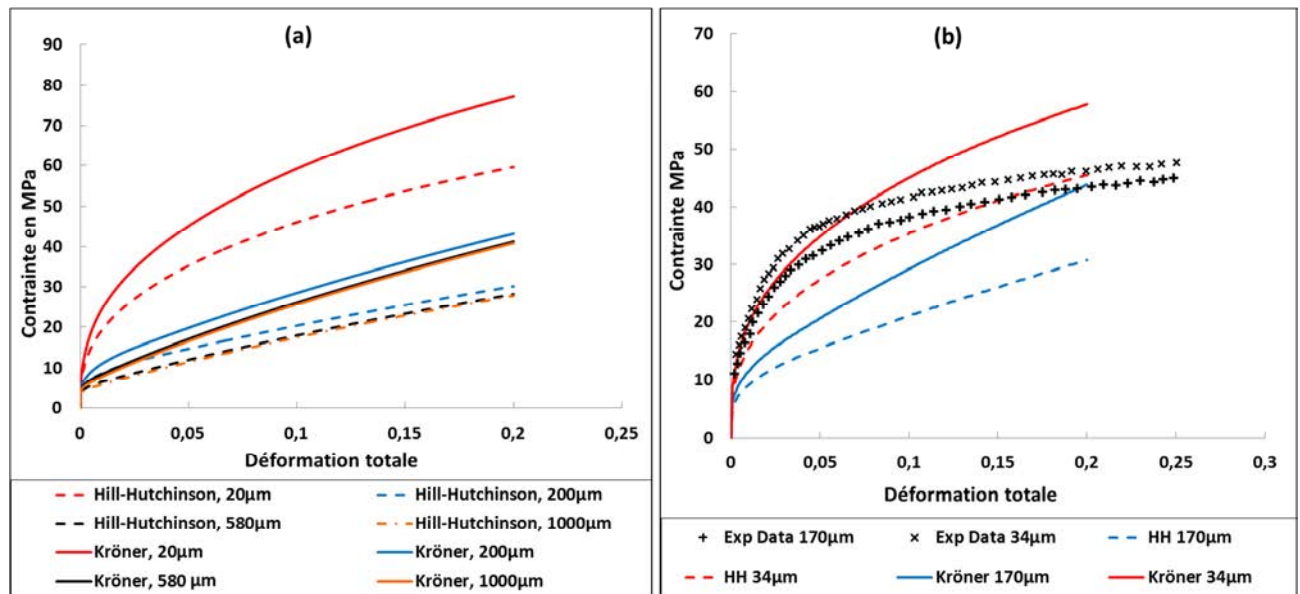 (a)
90
80
70
60
50
40
30
20
10
0
Contrainte en MPa
0 0,05 0,1 0,15 0,2 0,25
Déformation totale
Hill-Hutchinson, 20µm Hill-Hutchinson, 200µm
Hill-Hutchinson, 580µm Hill-Hutchinson, 1000µm
Kröner, 20µm Kröner, 200µm
Kröner, 580 µm Kröner, 1000µm
(b)
70
60
50
40
30
20
10
0
Contrainte MPa
0 0,05 0,1 0,15 0,2 0,25 0,3
Déformation totale
Exp Data 170µm Exp Data 34µm HH 170µm
HH 34µm Kröner 170µm Kröner 34µm